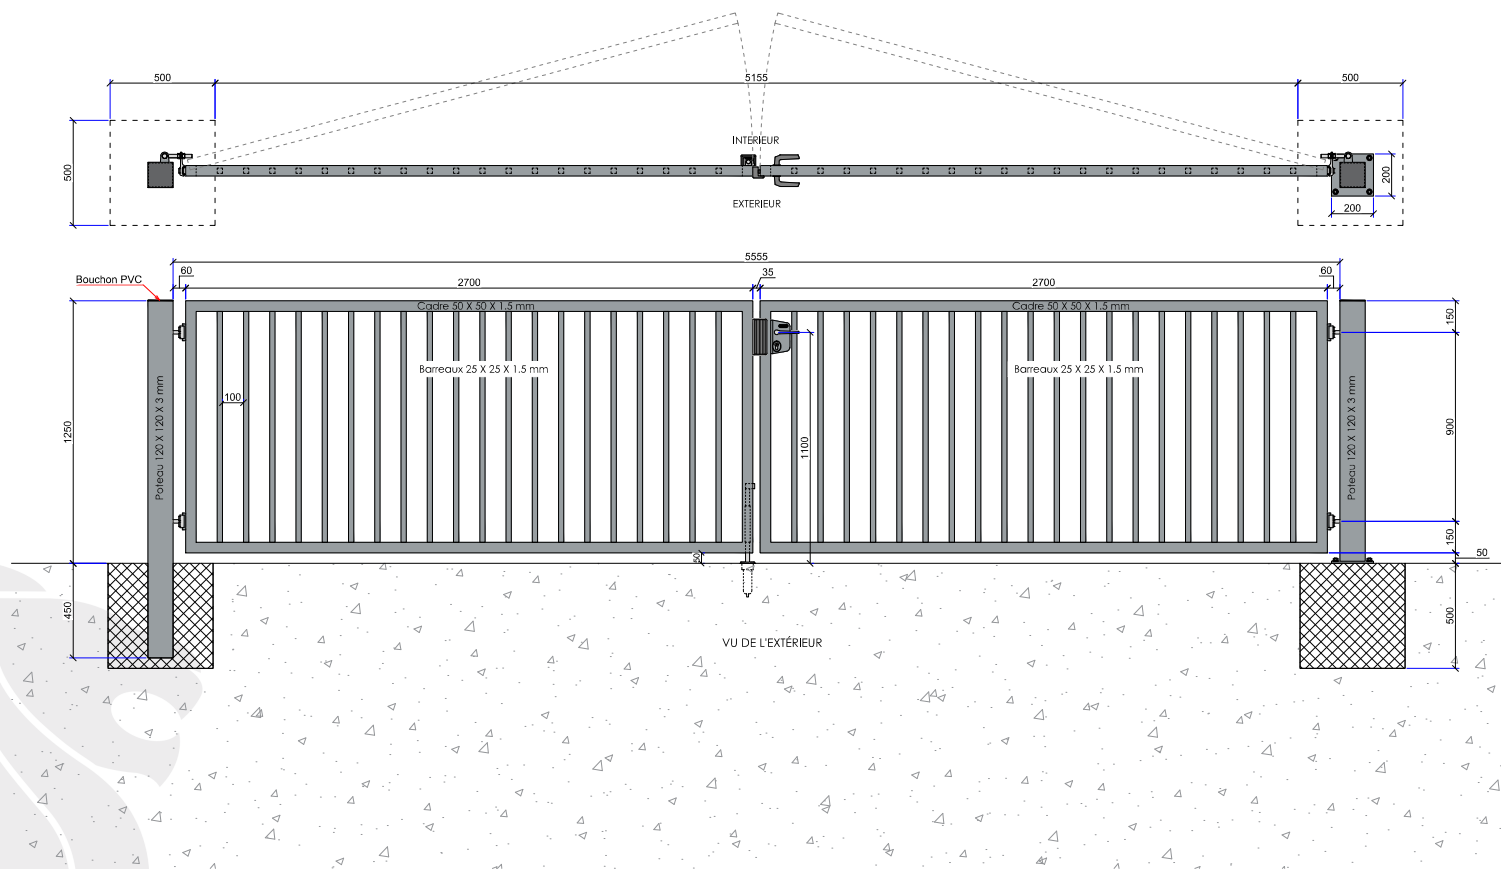 500
5155
500
INTERIEUR
500
200
EXTERIEUR
200
5555
Bouchon PVC
60
2700
35
2700
60
Cadre 50 X 50 X 1.5 mm
Cadre 50 X 50 X 1.5 mm
150
Barreaux 25 X 25 X 1.5 mm
Barreaux 25 X 25 X 1.5 mm
100
1250
Poteau 120 X 120 X 3 mm
1100
Poteau 120 X 120 X 3 mm
900
150
50
50
450
500
VU DE L'EXTÉRIEUR